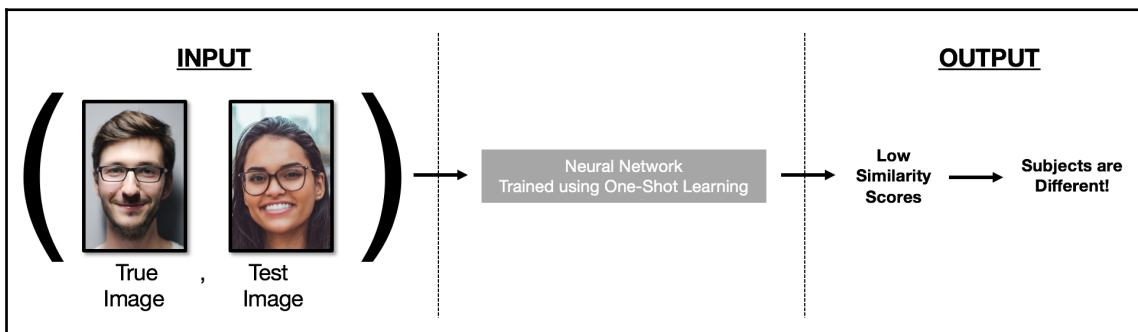 INPUT
OUTPUT
(
)
Neural Network
Trained using One-Shot Learning
Low
Similarity
Scores
Subjects are
Different!
True
Image
,
Test
Image